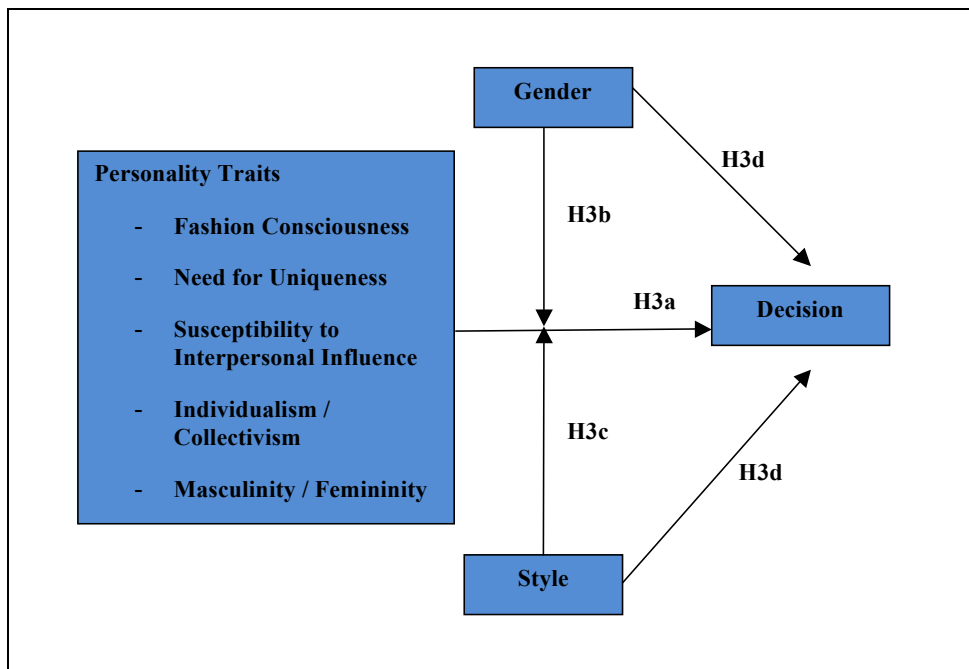 Gender
H3d
Personality Traits
- Fashion Consciousness
H3b
- Need for Uniqueness
H3a
Decision
- Susceptibility to
Interpersonal Influence
- Individualism /
Collectivism
H3c
H3d
- Masculinity / Femininity
Style